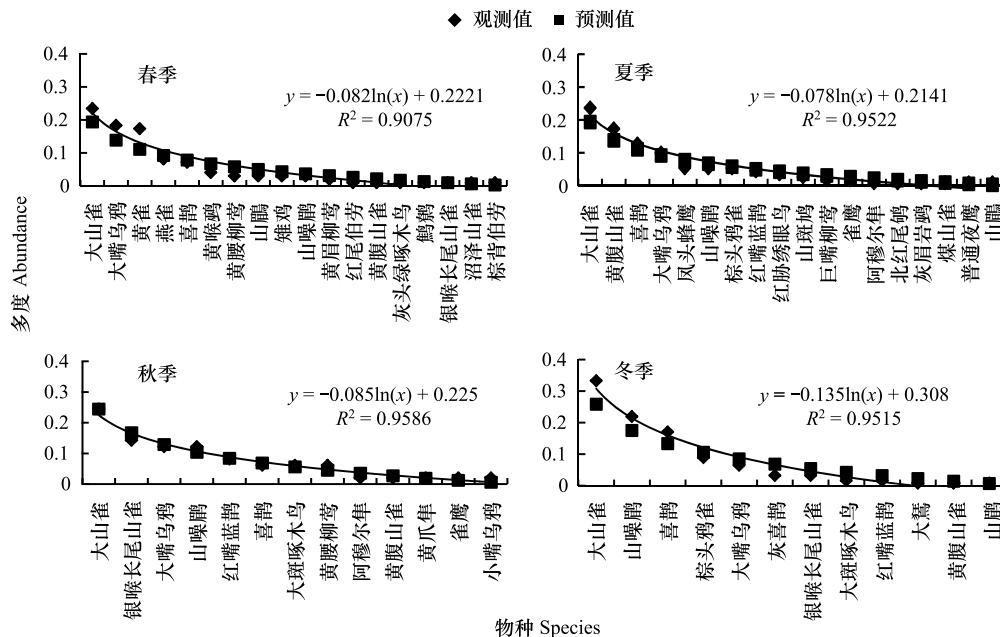 观测值 预测值
春季
y = −0.082ln(x) + 0.2221
R² = 0.9075
0.4
0.3
0.2
0.1
0
大山雀
大嘴乌鸦
黄雀
燕雀
喜鹊
黄喉鹀
黄腰柳莺
山鶥
雉鸡
山噪鹛
黄眉柳莺
红尾伯劳
黄腹山雀
灰头绿啄木鸟
鹪鹩
银喉长尾山雀
沼泽山雀
棕背伯劳
夏季
y = −0.078ln(x) + 0.2141
R² = 0.9522
0.4
0.3
0.2
0.1
0
大山雀
黄腹山雀
喜鹊
大嘴乌鸦
凤头蜂鹰
山噪鹛
棕头鸦雀
红嘴蓝鹊
红胁绣眼鸟
山斑鸠
巨嘴柳莺
雀鹰
阿穆尔隼
北红尾鸲
灰眉岩鹀
煤山雀
普通夜鹰
山鹛
多度 Abundance
秋季
y = −0.085ln(x) + 0.225
R² = 0.9586
0.4
0.3
0.2
0.1
0
大山雀
银喉长尾山雀
大嘴乌鸦
山噪鹛
红嘴蓝鹊
喜鹊
大斑啄木鸟
黄腰柳莺
阿穆尔隼
黄腹山雀
黄爪隼
雀鹰
小嘴乌鸦
冬季
y = −0.135ln(x) + 0.308
R² = 0.9515
0.4
0.3
0.2
0.1
0
大山雀
山噪鹛
喜鹊
棕头鸦雀
大嘴乌鸦
灰喜鹊
银喉长尾山雀
大斑啄木鸟
红嘴蓝鹊
大鵟
黄腹山雀
山鹛
物种 Species